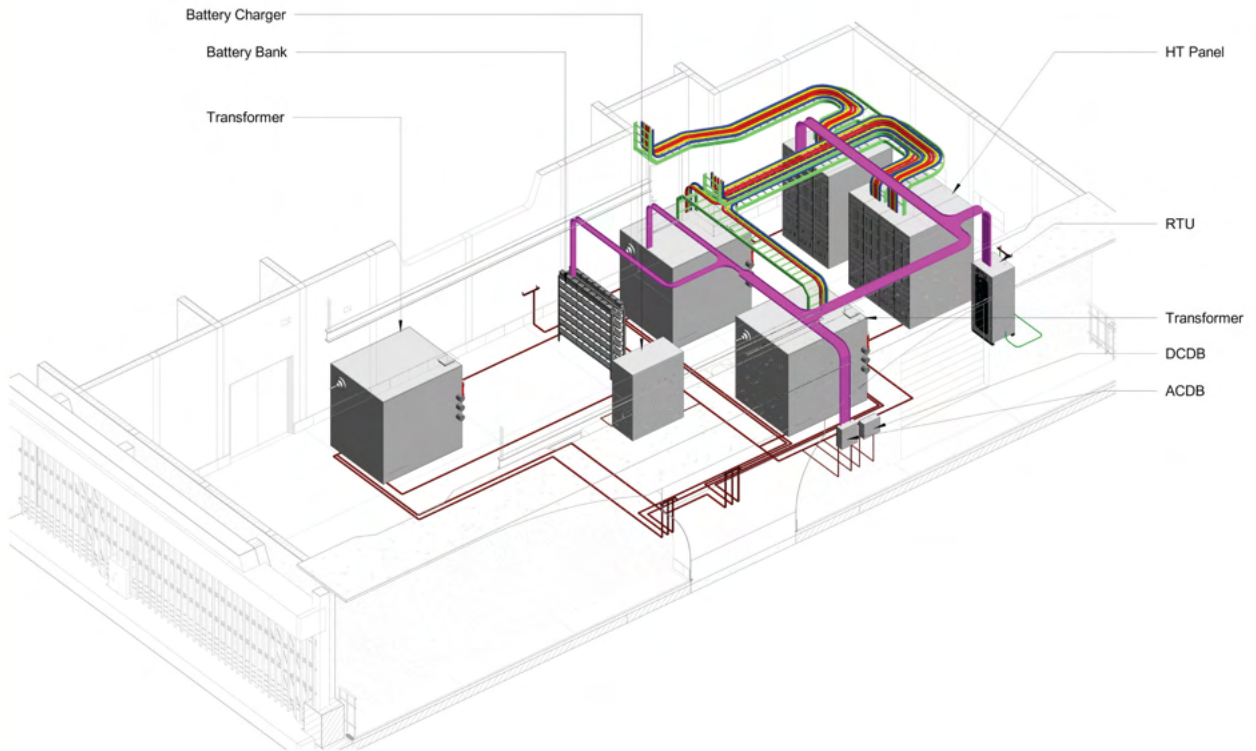 Battery Charger
Battery Bank
Transformer
HT Panel
RTU
Transformer
DCDB
ACDB